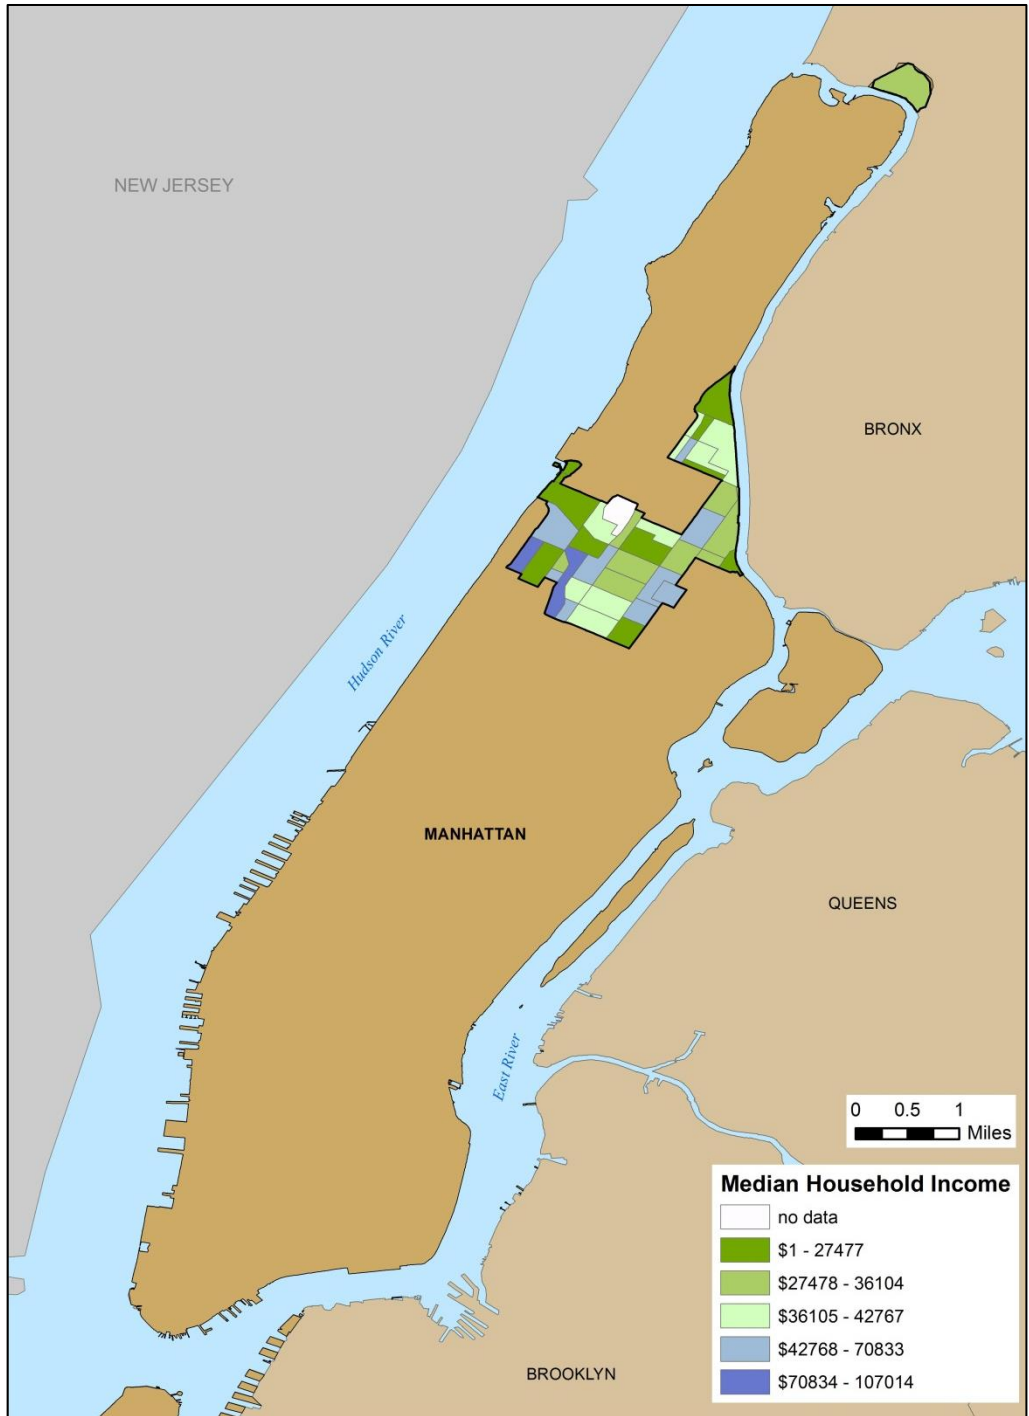 NEW JERSEY
BRONX
Hudson River
MANHATTAN
QUEENS
East River
0 0.5 1
Miles
Median Household Income
no data
$1 - 27477
$27478 - 36104
$36105 - 42767
$42768 - 70833
$70834 - 107014
BROOKLYN